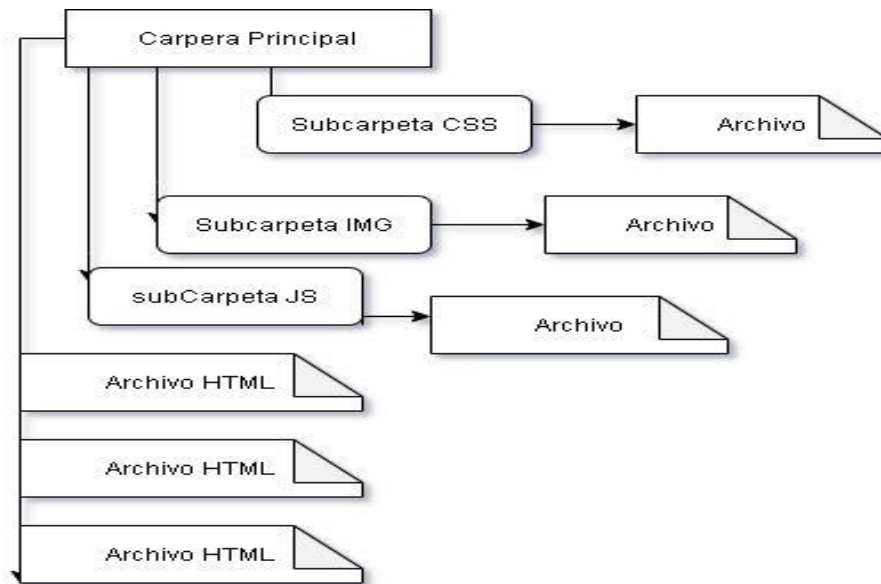 Carpera Principal
Subcarpeta CSS
Archivo
Subcarpeta IMG
Archivo
subCarpeta JS
Archivo
Archivo HTML
Archivo HTML
Archivo HTML